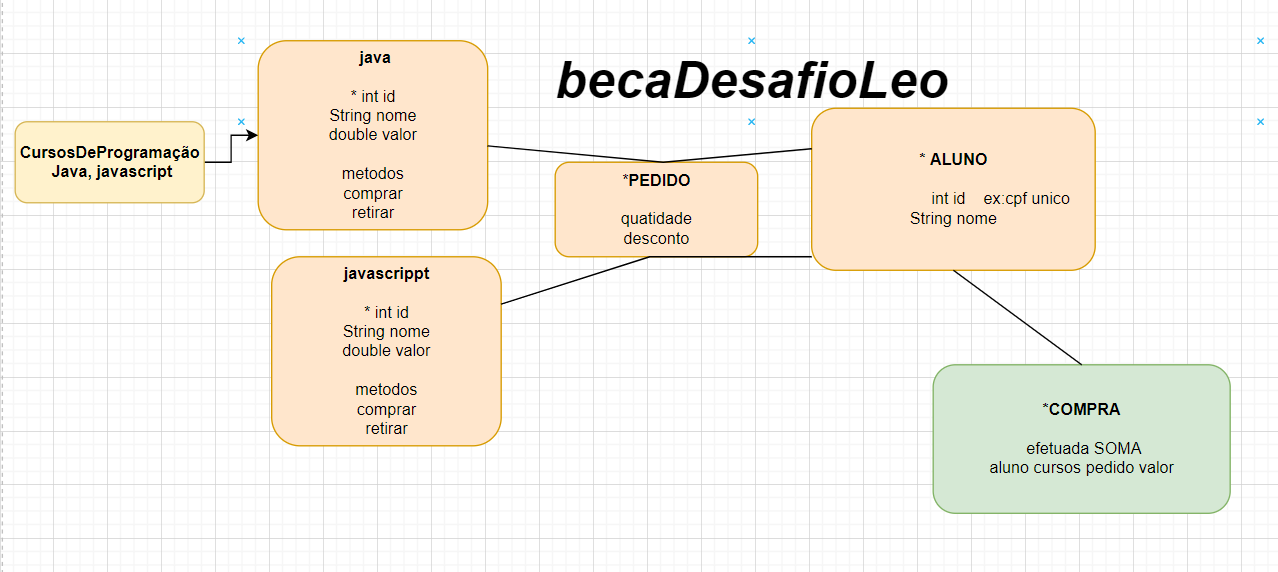 becaDesafioLeo
CursosDeProgramação
Java, javascript
java
* int id
String nome
double valor
metodos
comprar
retirar
javascrippt
* int id
String nome
double valor
metodos
comprar
retirar
*PEDIDO
quatidade
desconto
* ALUNO
int id ex:cpf unico
String nome
*COMPRA
efetuada SOMA
aluno cursos pedido valor